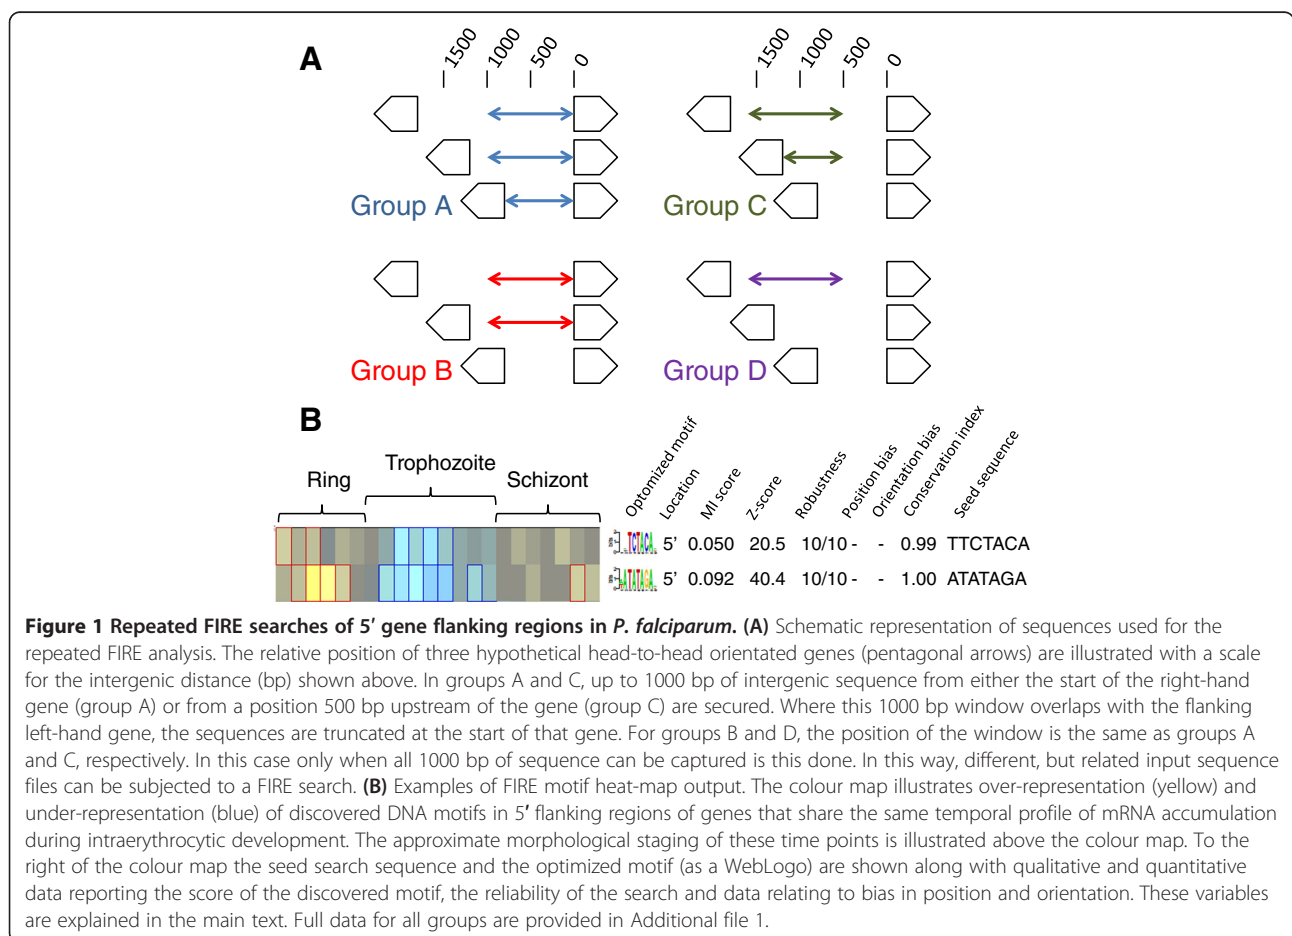 A
1500 1000 500 0
1500 1000 500 0
Group A
Group C
Group B
Group D
B
Ring
Trophozoite
Schizont
Optomized motif
Location
MI score
Z-score
Robustness
Position bias
Orientation bias
Conservation index
Seed sequence
TCTACA 5' 0.050 20.5 10/10 - - 0.99 TTCTACA
ATATAGA 5' 0.092 40.4 10/10 - - 1.00 ATATAGA
Figure 1 Repeated FIRE searches of 5′ gene flanking regions in P. falciparum. (A) Schematic representation of sequences used for the
repeated FIRE analysis. The relative position of three hypothetical head-to-head orientated genes (pentagonal arrows) are illustrated with a scale
for the intergenic distance (bp) shown above. In groups A and C, up to 1000 bp of intergenic sequence from either the start of the right-hand
gene (group A) or from a position 500 bp upstream of the gene (group C) are secured. Where this 1000 bp window overlaps with the flanking
left-hand gene, the sequences are truncated at the start of that gene. For groups B and D, the position of the window is the same as groups A
and C, respectively. In this case only when all 1000 bp of sequence can be captured is this done. In this way, different, but related input sequence
files can be subjected to a FIRE search. (B) Examples of FIRE motif heat-map output. The colour map illustrates over-representation (yellow) and
under-representation (blue) of discovered DNA motifs in 5′ flanking regions of genes that share the same temporal profile of mRNA accumulation
during intraerythrocytic development. The approximate morphological staging of these time points is illustrated above the colour map. To the
right of the colour map the seed search sequence and the optimized motif (as a WebLogo) are shown along with qualitative and quantitative
data reporting the score of the discovered motif, the reliability of the search and data relating to bias in position and orientation. These variables
are explained in the main text. Full data for all groups are provided in Additional file 1.